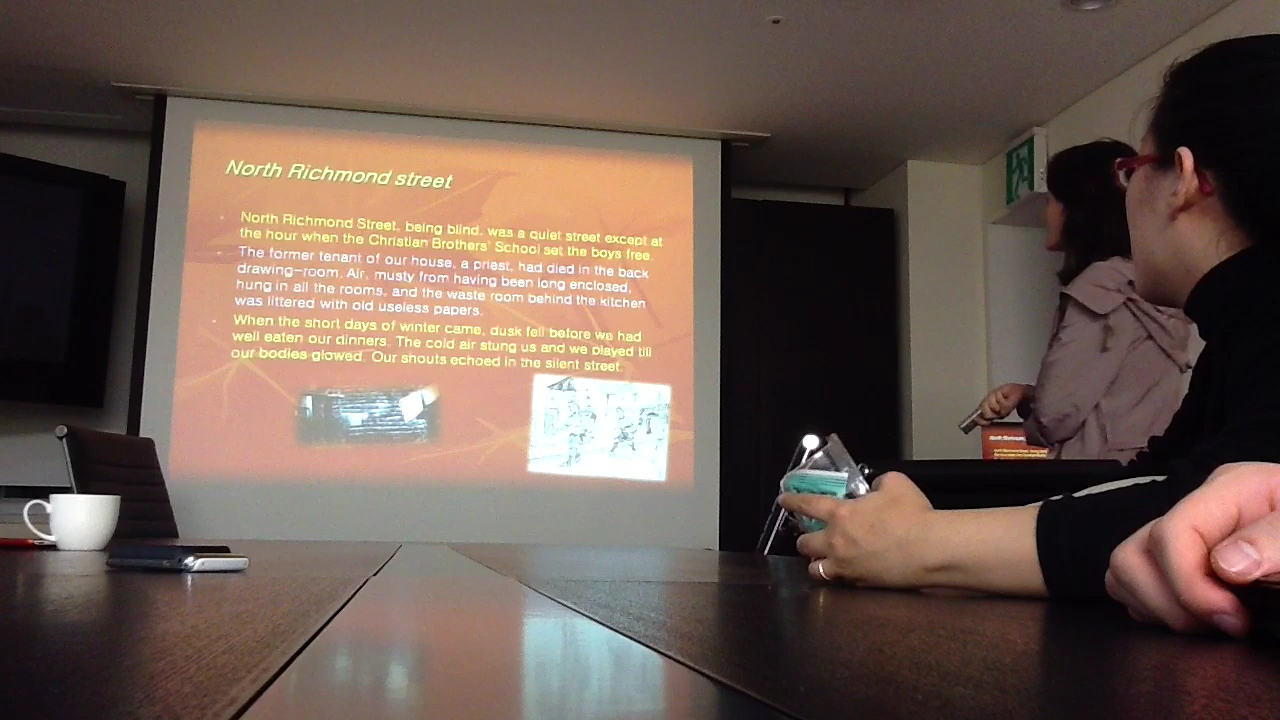 North Richmond street
North Richmond Street, being blind, was a quiet street except at
the hour when the Christian Brothers' School set the boys free.
The former tenant of our house, a priest, had died in the back
drawing-room. Air, musty from having been long enclosed,
hung in all the rooms, and the waste room behind the kitchen
was littered with old useless papers.
When the short days of winter came, dusk fell before we had
well eaten our dinners. The cold air stung us and we played till
our bodies glowed. Our shouts echoed in the silent street.